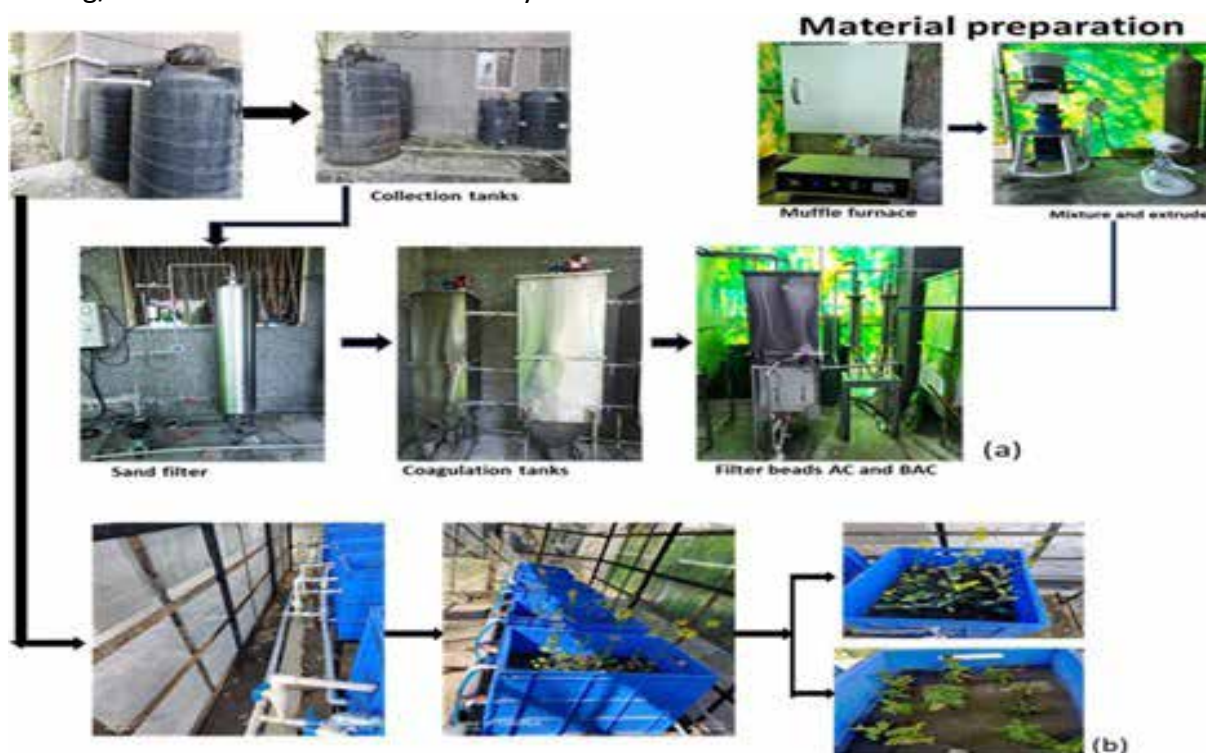 Material preparation
Collection tanks
Muffle furnace
Mixture and extrude
Sand filter
Coagulation tanks
Filter beads AC and BAC
(a)
(b)